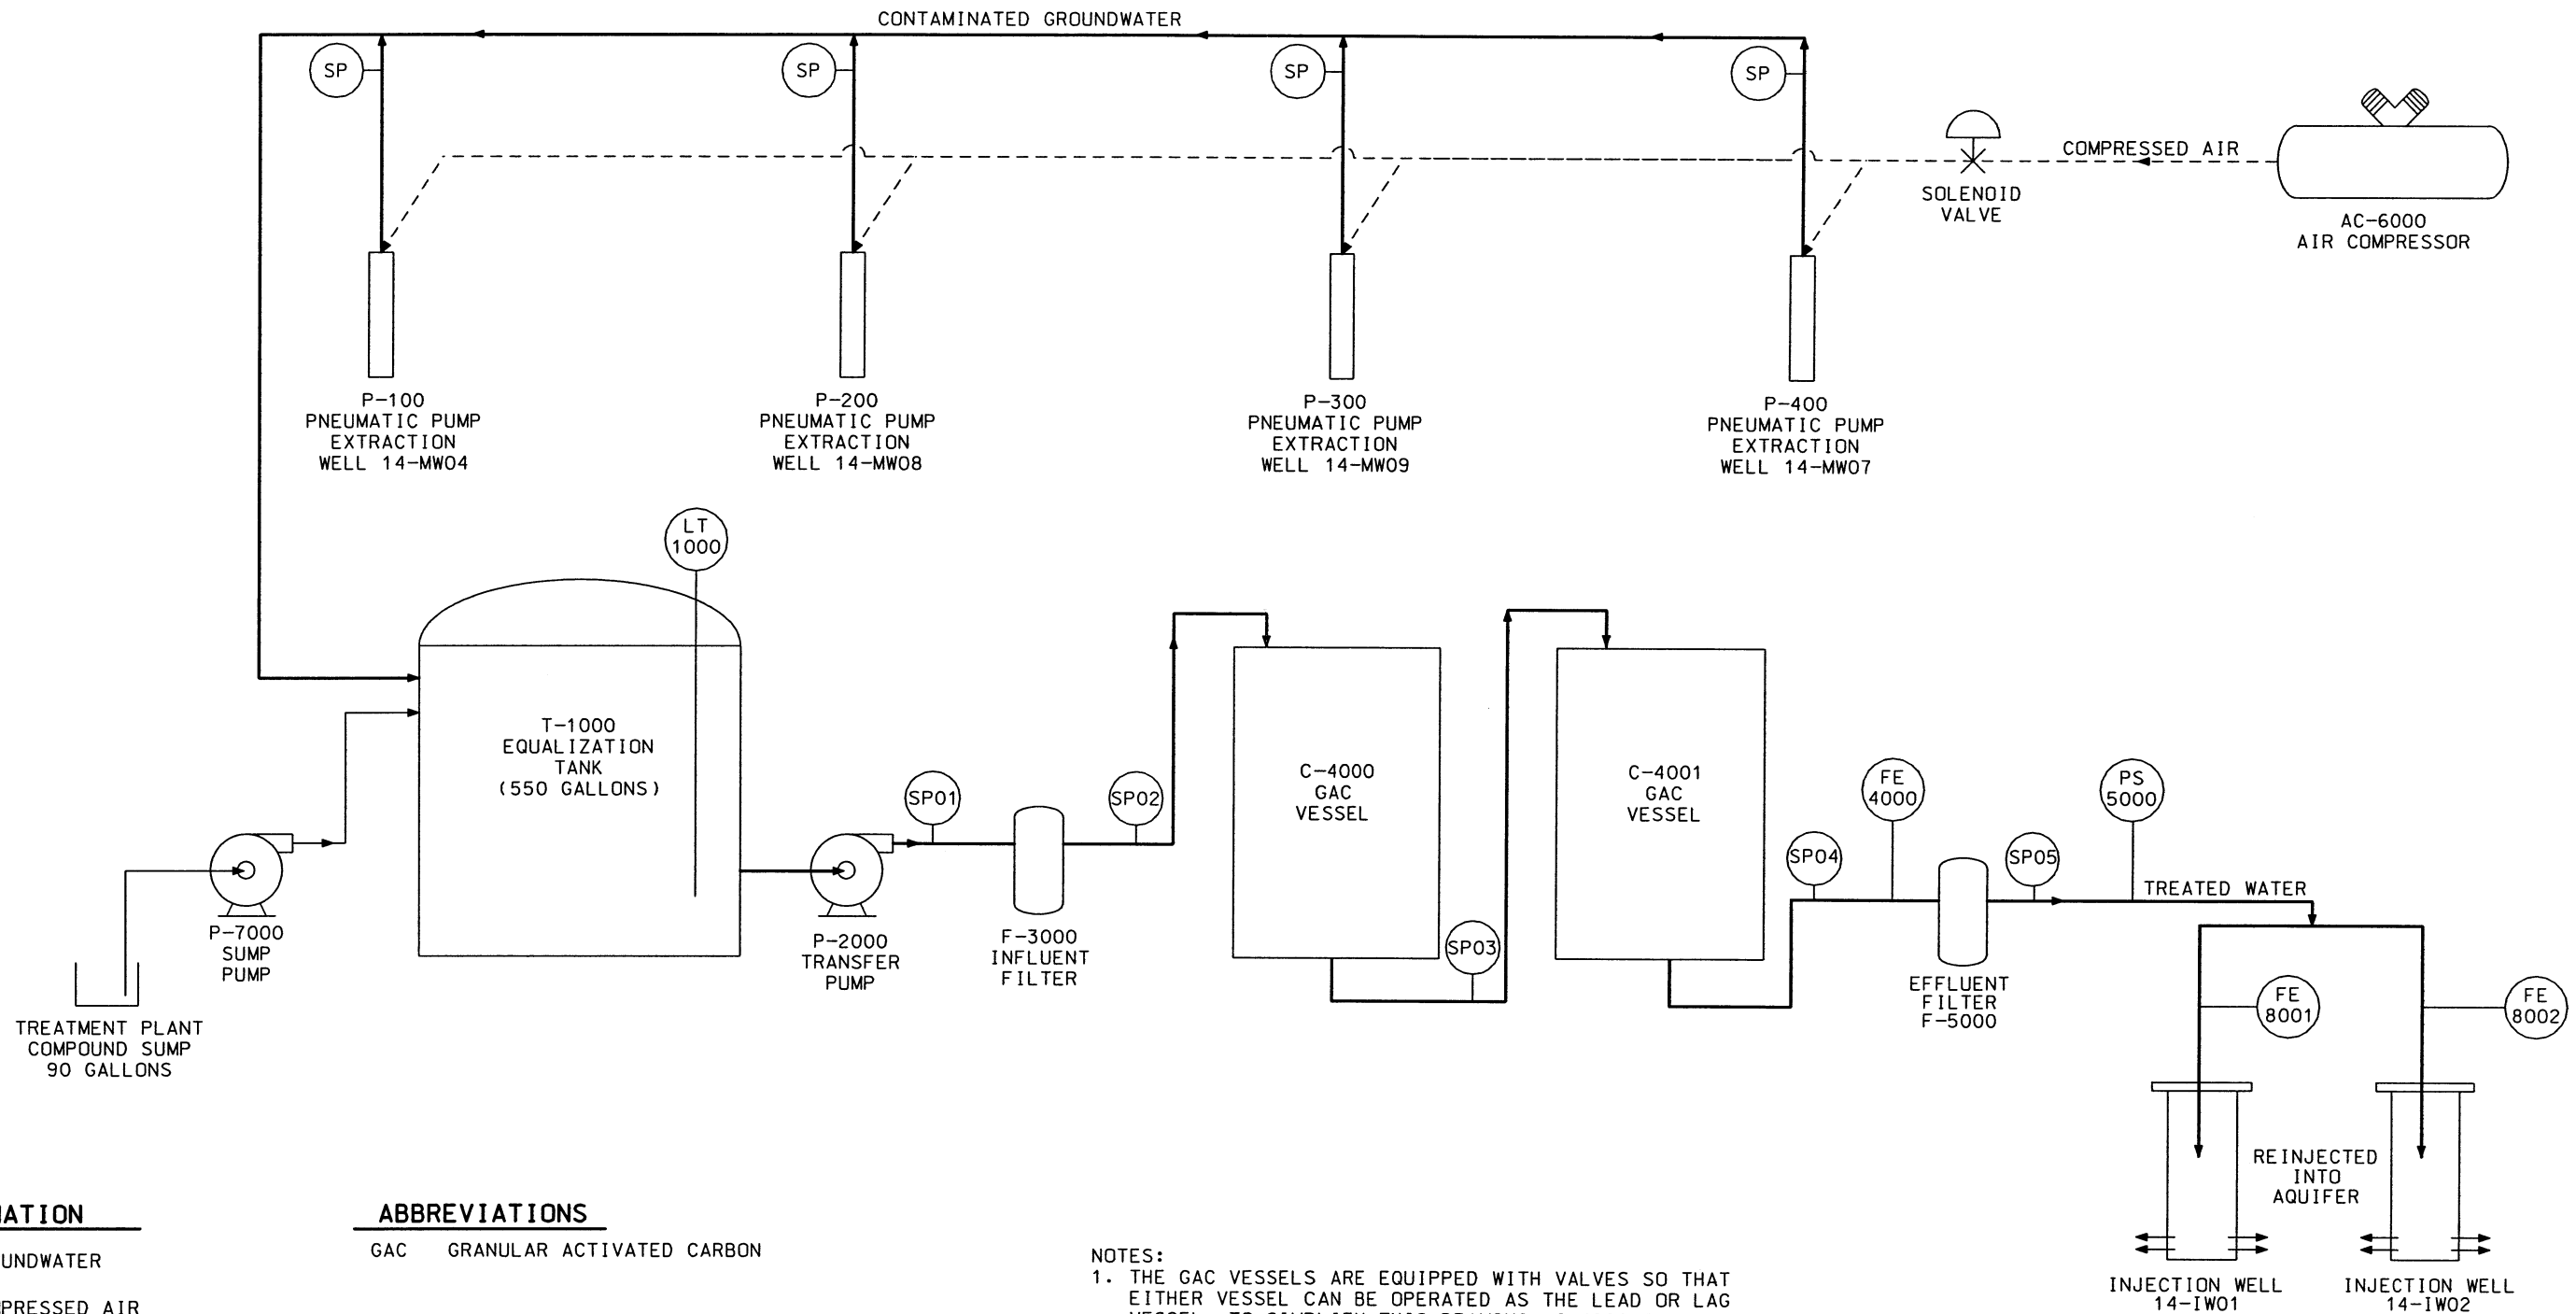 CONTAMINATED GROUNDWATER
SP
SP
SP
SP
COMPRESSED AIR
SOLENOID
VALVE
AC-6000
AIR COMPRESSOR
P-100
PNEUMATIC PUMP
EXTRACTION
WELL 14-MW04
P-200
PNEUMATIC PUMP
EXTRACTION
WELL 14-MW08
P-300
PNEUMATIC PUMP
EXTRACTION
WELL 14-MW09
P-400
PNEUMATIC PUMP
EXTRACTION
WELL 14-MW07
LT
1000
T-1000
EQUALIZATION
TANK
(550 GALLONS)
P-7000
SUMP
PUMP
TREATMENT PLANT
COMPOUND SUMP
90 GALLONS
P-2000
TRANSFER
PUMP
SP01
F-3000
INFLUENT
FILTER
SP02
C-4000
GAC
VESSEL
SP03
C-4001
GAC
VESSEL
SP04
FE
4000
EFFLUENT
FILTER
F-5000
SP05
PS
5000
TREATED WATER
FE
8001
FE
8002
REINJECTED
INTO
AQUIFER
INJECTION WELL
14-IW01
INJECTION WELL
14-IW02
ATION
UNDWATER
PRESSED AIR
ABBREVIATIONS
GAC GRANULAR ACTIVATED CARBON
NOTES:
1. THE GAC VESSELS ARE EQUIPPED WITH VALVES SO THAT
EITHER VESSEL CAN BE OPERATED AS THE LEAD OR LAG